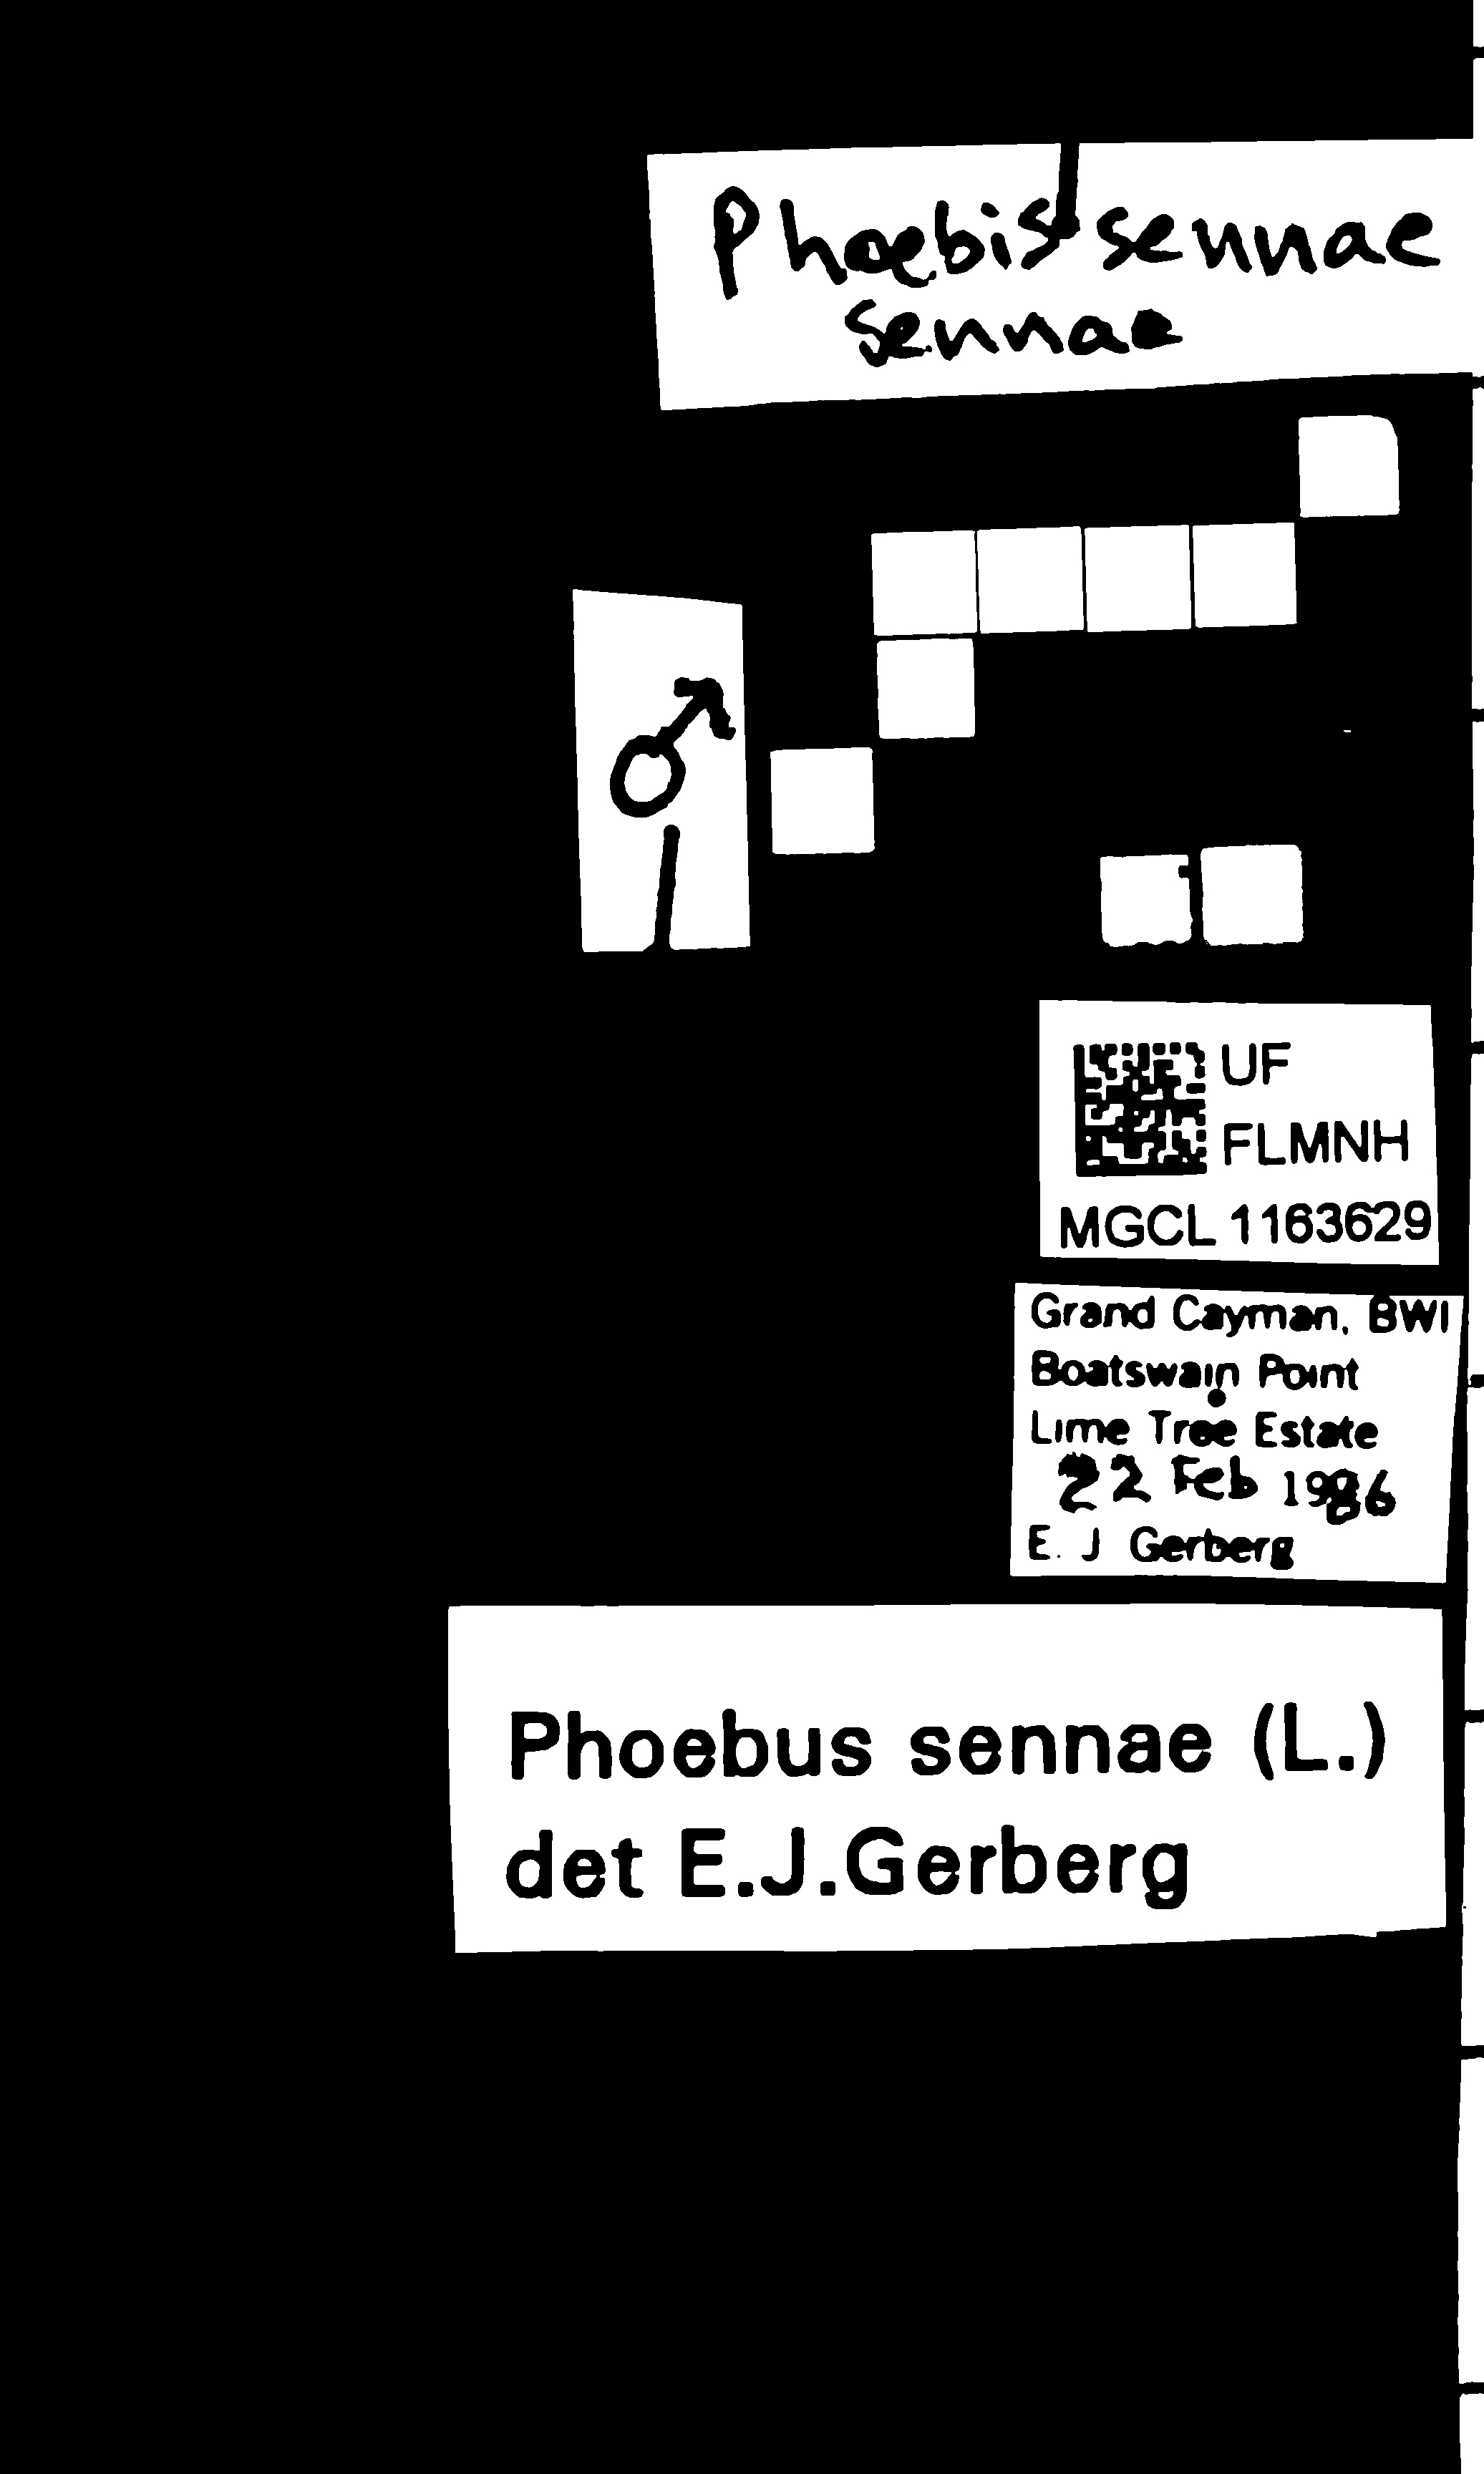 Phoebis sennae
sennae
♂
UF
FLMNH
MGCL 1163629
Grand Cayman, BWI
Boatswain Point
Lime Tree Estate
22 Feb 1986
E. J Gerberg
Phoebus sennae (L.)
det E.J.Gerberg